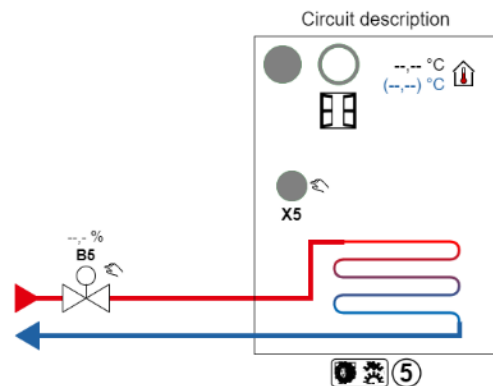 Circuit description
--,-- °C
(--,--) °C
X5
--,- %
B5
5